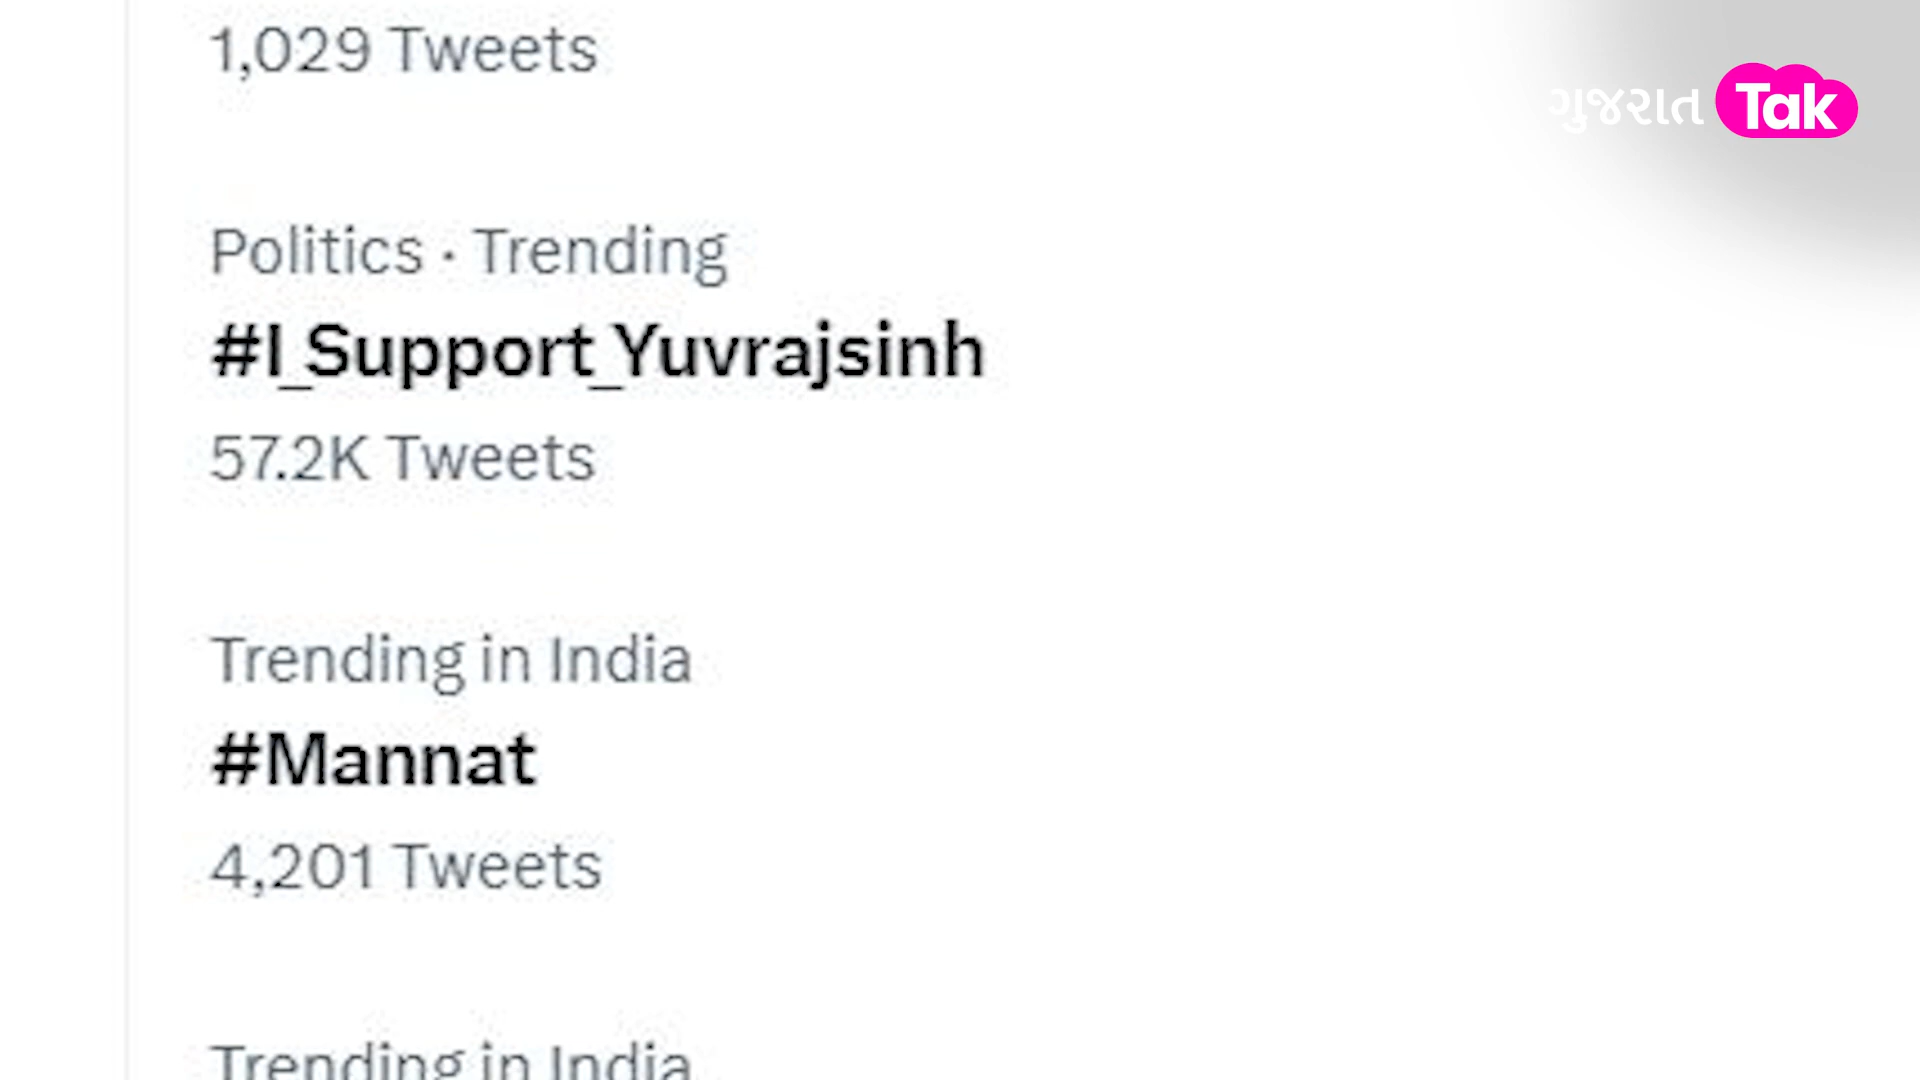 1,029 Tweets
ગુજરાત Tak
Politics · Trending
#I_Support_Yuvrajsinh
57.2K Tweets
Trending in India
#Mannat
4,201 Tweets
Trending in India